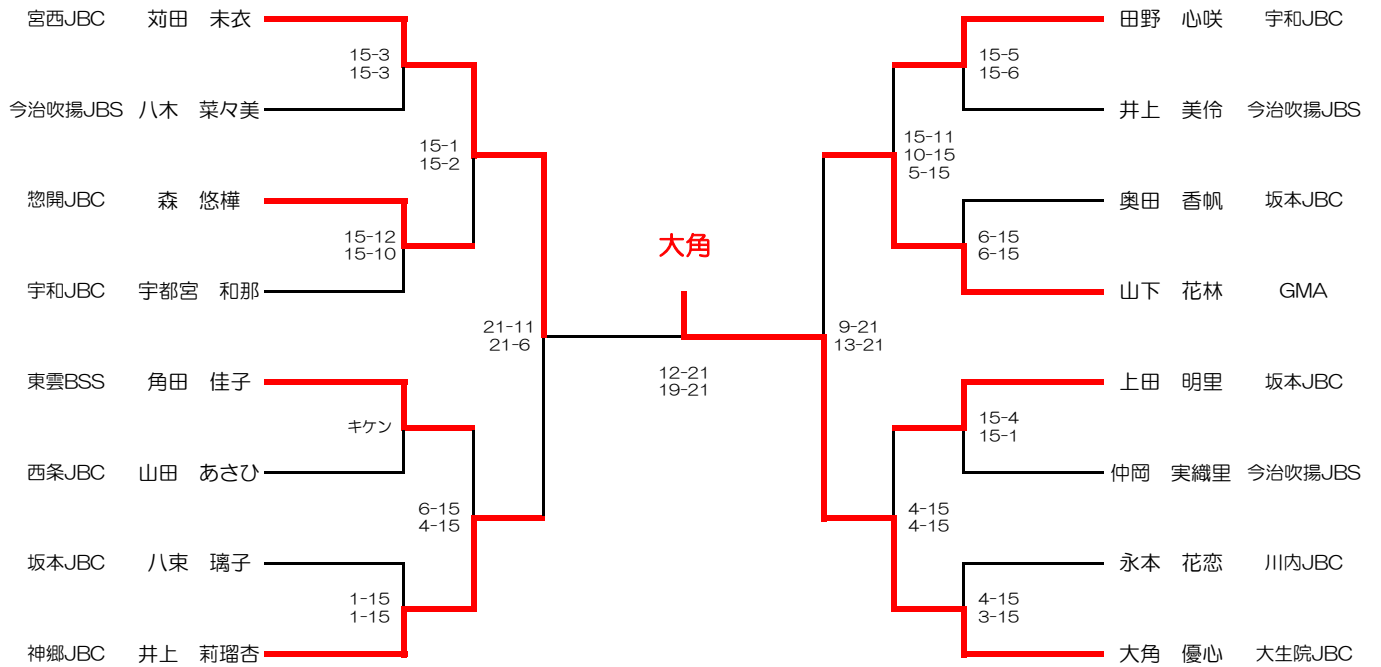 宮西JBC 苅田 未衣
15-3
15-3
今治吹揚JBS 八木 菜々美
15-1
15-2
惣開JBC 森 悠樺
15-12
15-10
宇和JBC 宇都宮 和那
21-11
21-6
東雲BSS 角田 佳子
キケン
西条JBC 山田 あさひ
6-15
4-15
坂本JBC 八束 璃子
1-15
1-15
神郷JBC 井上 莉瑠杏
大角
12-21
19-21
田野 心咲 宇和JBC
15-5
15-6
井上 美伶 今治吹揚JBS
15-11
10-15
5-15
奥田 香帆 坂本JBC
6-15
6-15
山下 花林 GMA
9-21
13-21
上田 明里 坂本JBC
15-4
15-1
仲岡 実織里 今治吹揚JBS
4-15
4-15
永本 花恋 川内JBC
4-15
3-15
大角 優心 大生院JBC